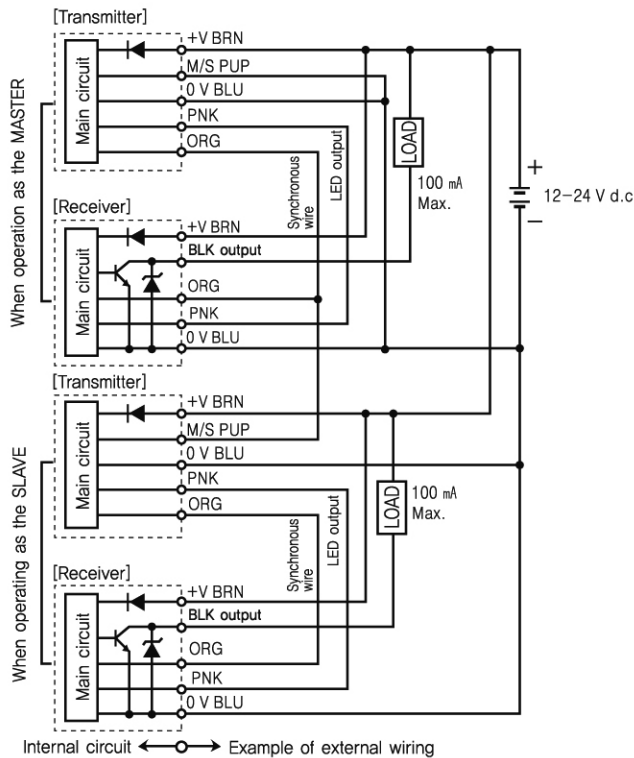 [Transmitter]
+V BRN
M/S PUP
0 V BLU
PNK
ORG
Main circuit
When operation as the MASTER
Synchronous
wire
LED output
LOAD
100 mA
Max.
+
12-24 V d.c
-
[Receiver]
+V BRN
BLK output
ORG
PNK
0 V BLU
Main circuit
[Transmitter]
+V BRN
M/S PUP
0 V BLU
PNK
ORG
Main circuit
When operating as the SLAVE
Synchronous
wire
LED output
LOAD
100 mA
Max.
[Receiver]
+V BRN
BLK output
ORG
PNK
0 V BLU
Main circuit
Internal circuit
Example of external wiring